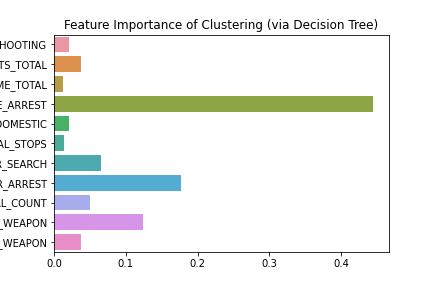 Feature Importance of Clustering (via Decision Tree)
HOOTING
TS_TOTAL
ME_TOTAL
E_ARREST
DOMESTIC
AL_STOPS
R_SEARCH
R_ARREST
L_COUNT
_WEAPON
_WEAPON
0.0 0.1 0.2 0.3 0.4